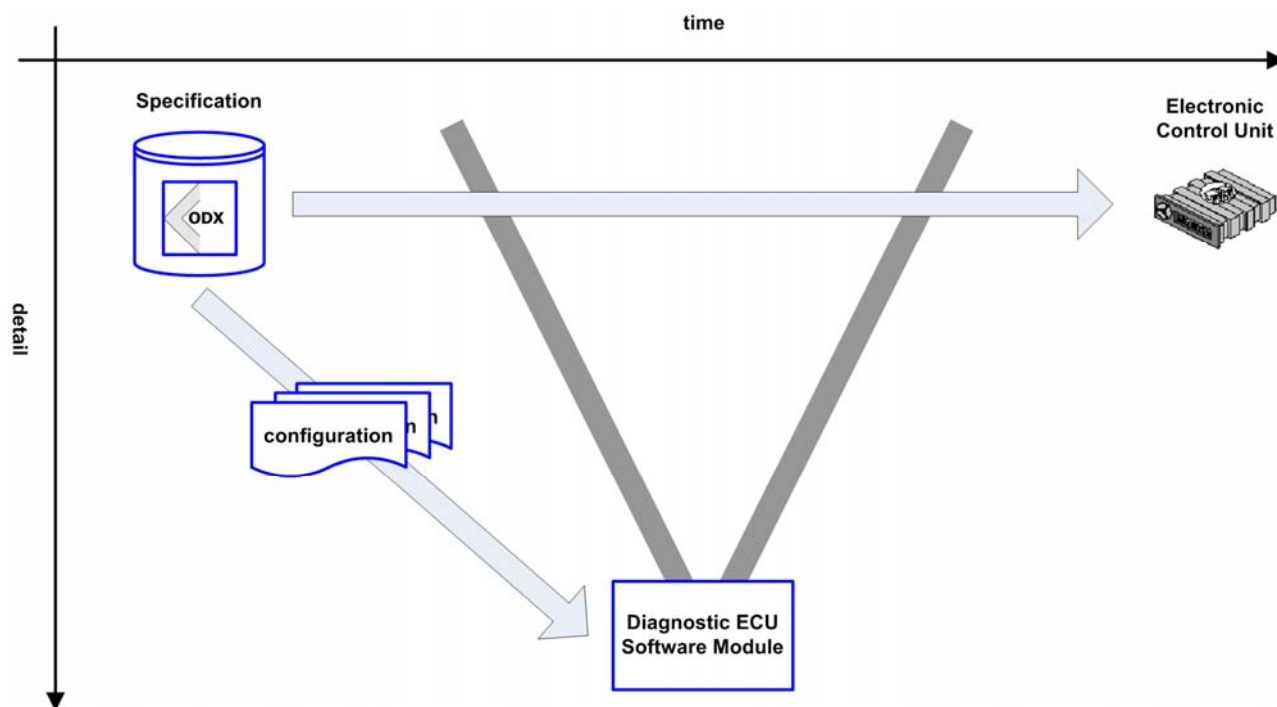 time
Specification
Electronic
Control Unit
ODX
detail
configuration
n
n
Diagnostic ECU
Software Module